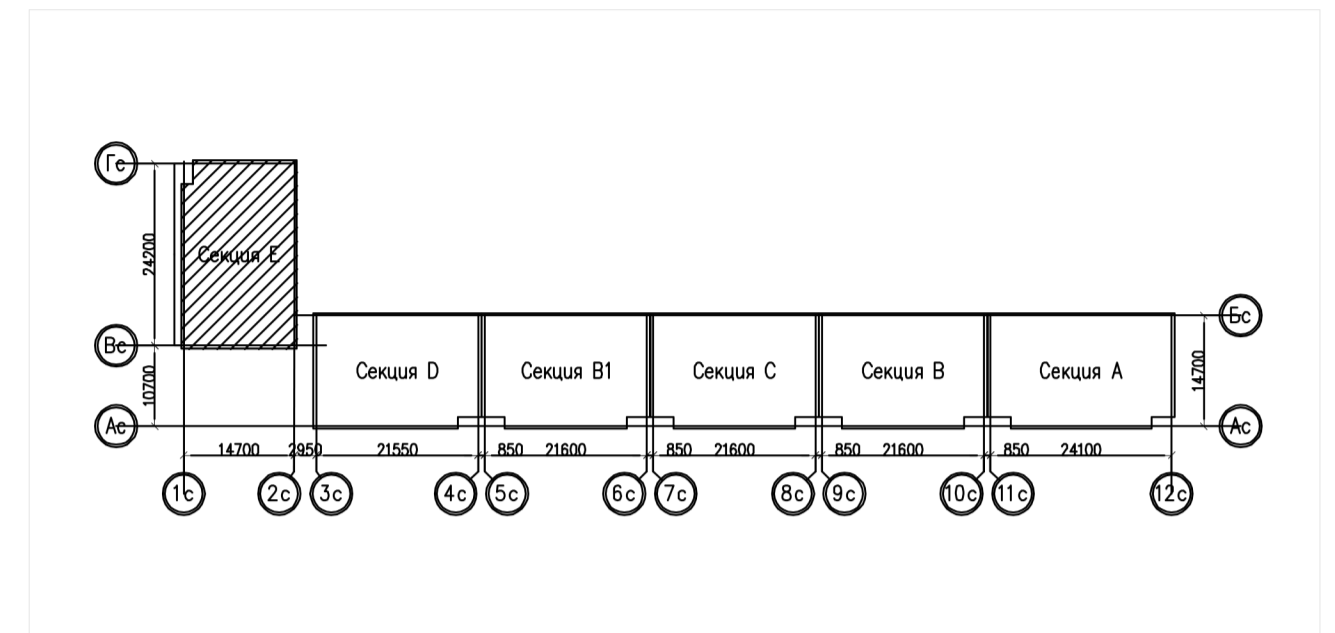 Гс
24200
Секция E
Бс
Вс
Секция D
Секция B1
Секция C
Секция B
Секция A
14700
10700
Ас
Ас
14700
2950
21550
850
21600
850
21600
850
21600
850
24100
1с
2с
3с
4с
5с
6с
7с
8с
9с
10с
11с
12с